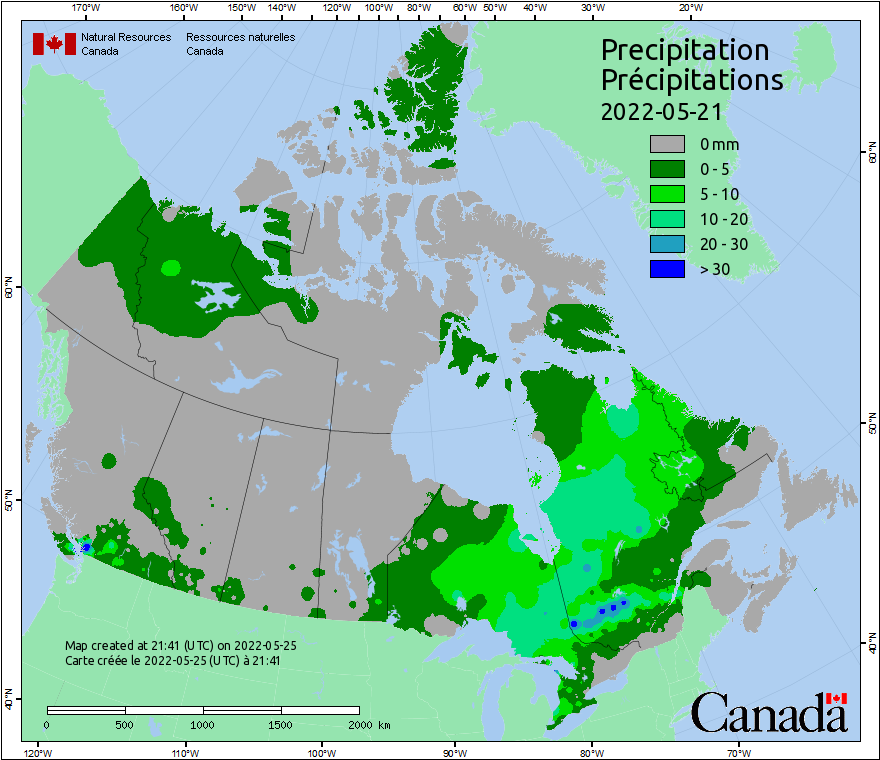 170°W 160°W 150°W 140°W 120°W 100°W 80°W 60°W 50°W 40°W 30°W 20°W
Natural Resources Ressources naturelles
Canada Canada
Precipitation
Précipitations
2022-05-21
0 mm
0 - 5
5 - 10
10 - 20
20 - 30
> 30
60°N 60°N
50°N 50°N
40°N 40°N
Map created at 21:41 (UTC) on 2022-05-25
Carte créée le 2022-05-25 (UTC) à 21:41
0 500 1000 1500 2000 km
Canada
120°W 110°W 100°W 90°W 80°W 70°W